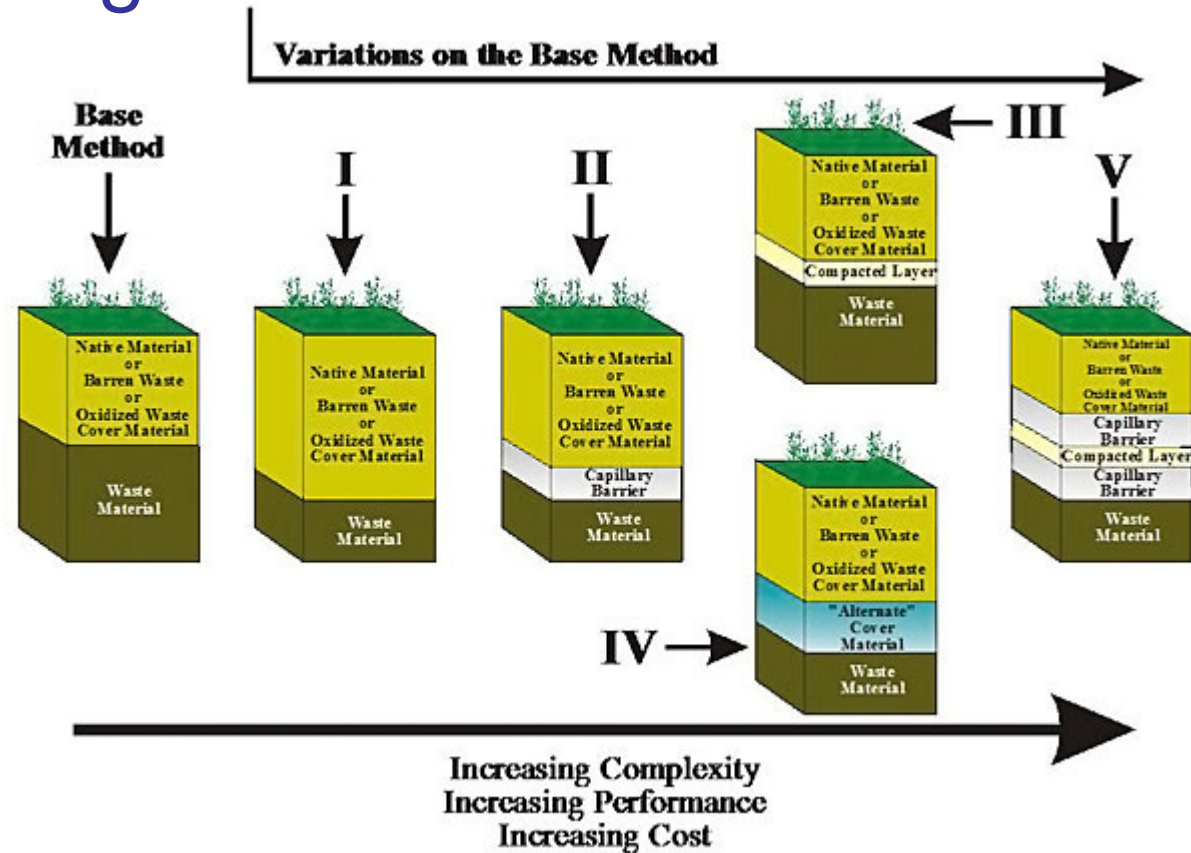 Variations on the Base Method
Base
Method
I
II
III
V
Native Material
or
Barren Waste
or
Oxidized Waste
Cover Material
Waste
Material
Native Material
or
Barren Waste
or
Oxidized Waste
Cover Material
Waste
Material
Native Material
or
Barren Waste
or
Oxidized Waste
Cover Material
Capillary
Barrier
Waste
Material
Native Material
or
Barren Waste
or
Oxidized Waste
Cover Material
Compacted Layer
Waste
Material
IV
Native Material
or
Barren Waste
or
Oxidized Waste
Cover Material
"Alternate"
Cover
Material
Waste
Material
Native Material
or
Barren Waste
or
Oxidized Waste
Cover Material
Capillary
Barrier
Compacted Layer
Capillary
Barrier
Waste
Material
Increasing Complexity
Increasing Performance
Increasing Cost